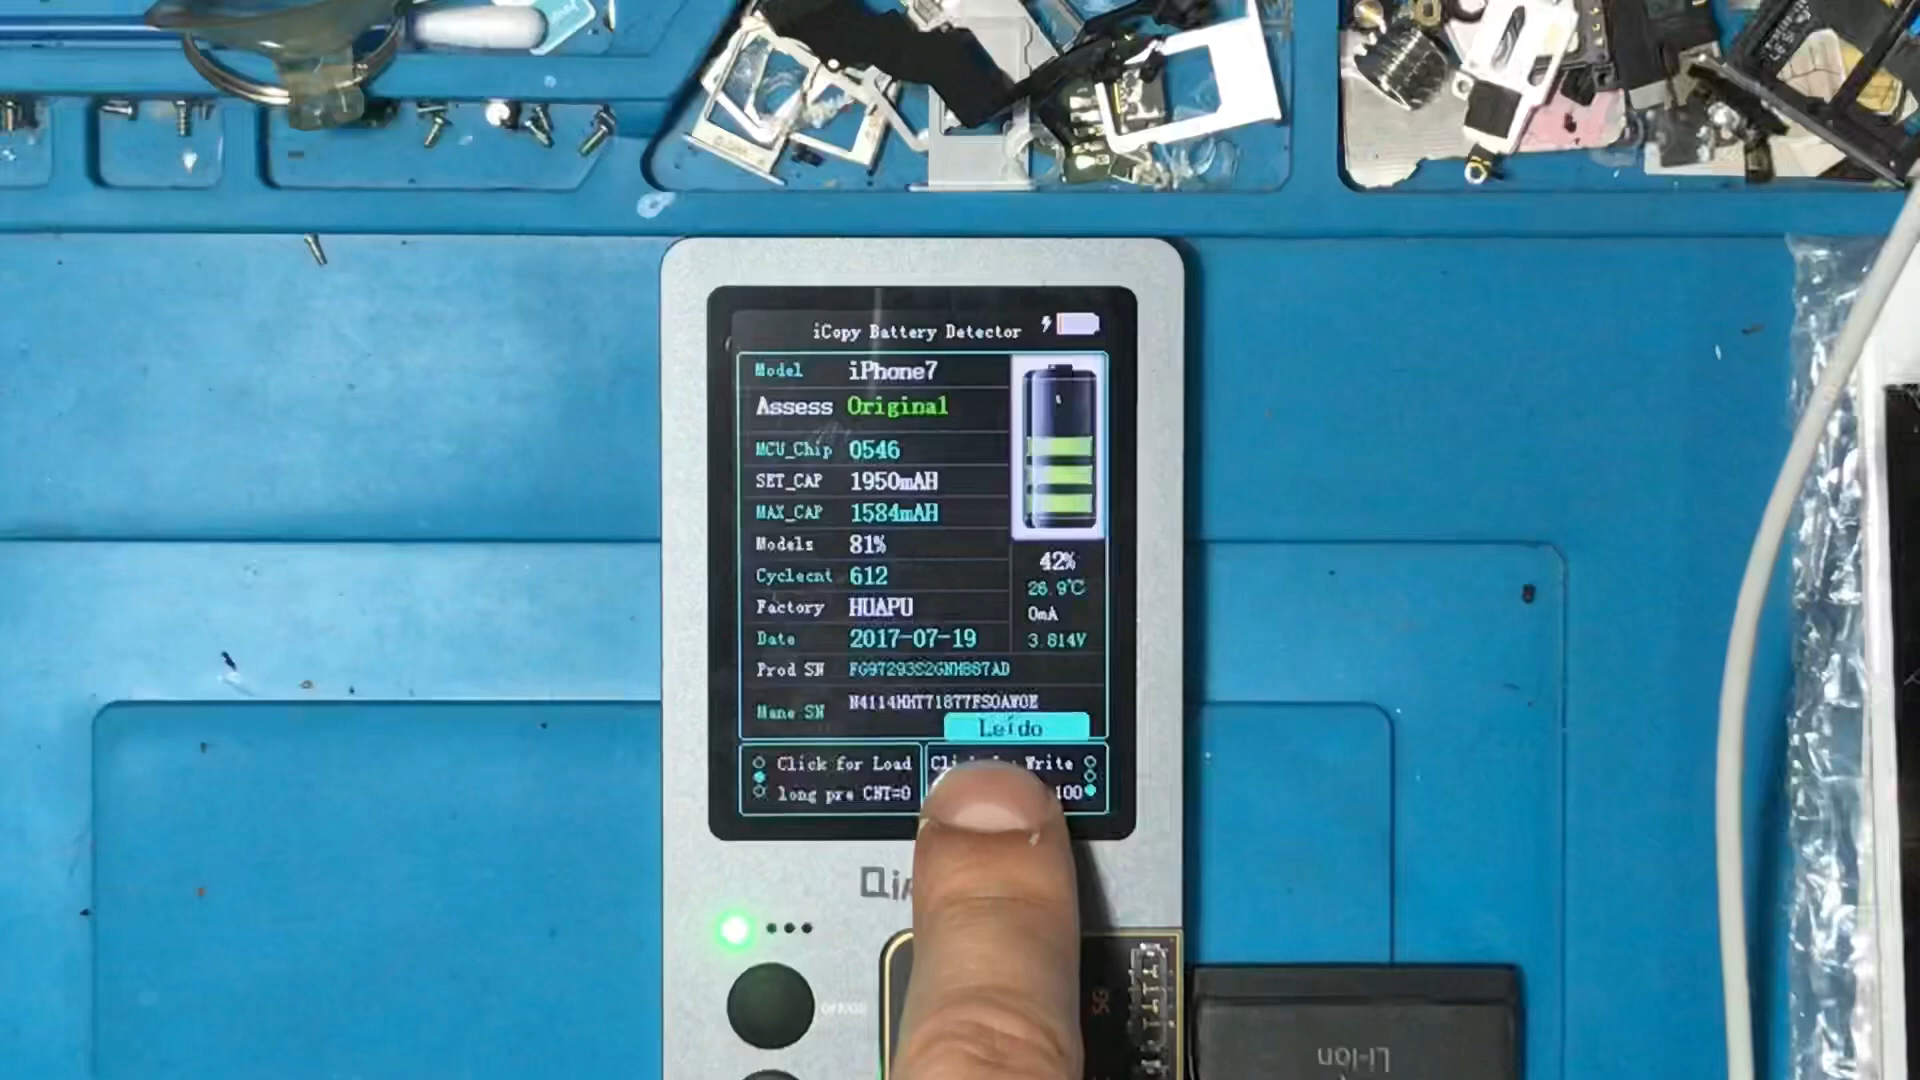 iCopy Battery Detector
Model iPhone7
Assess Original
MCU_Chip 0546
SET_CAP 1950mAH
MAX_CAP 1584mAH
Models 81%
Cyclecnt 612
Factory HUAPU
Date 2017-07-19
42%
26.9℃
0mA
3.814V
Prod SN
Mane SN
Leído
Click for Load
long pre CNT=0
Write
100
Li-ion